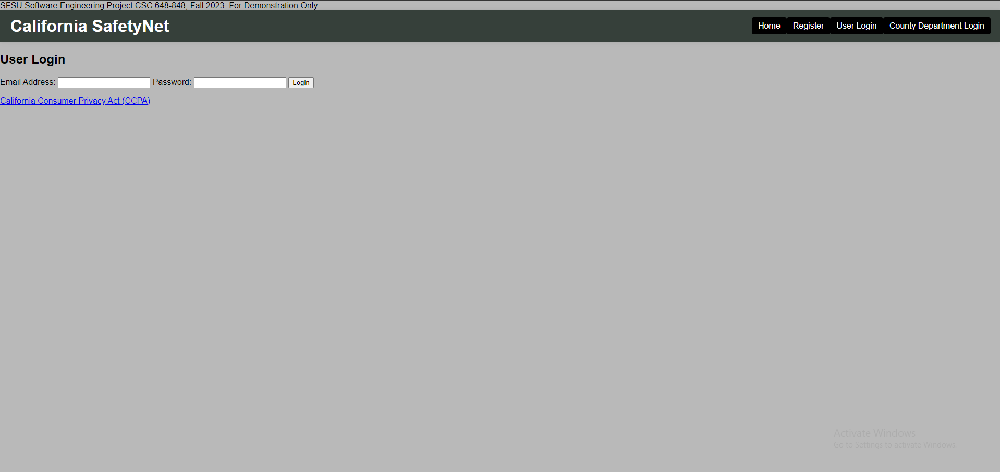 SFSU Software Engineering Project CSC 648-848, Fall 2023. For Demonstration Only.
California SafetyNet
Home Register User Login County Department Login
User Login
Email Address: Password: Login
California Consumer Privacy Act (CCPA)
Activate Windows
Go to Settings to activate Windows.